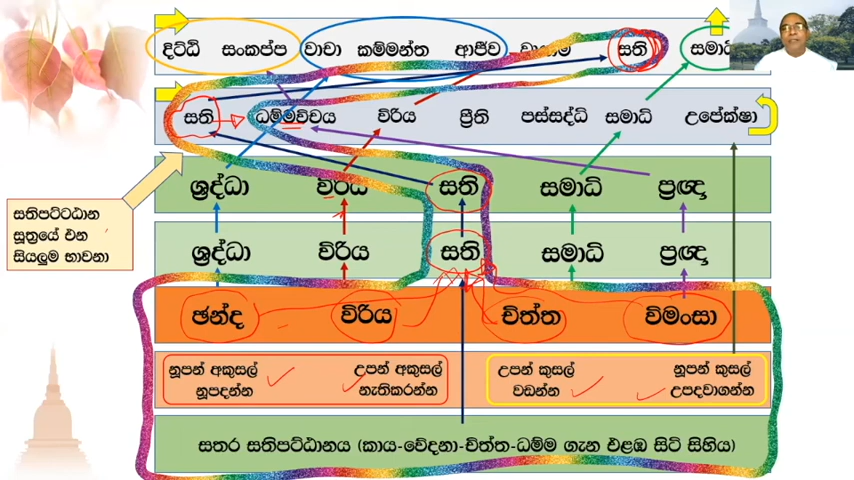 දිට්ඨි සංකප්ප වාචා කම්මන්ත ආජීව සති
සති ධම්මවිචය විරිය ප්‍රීති පස්සද්ධි සමාධි උපේක්ෂා
ශ්‍රද්ධා විරිය සති සමාධි ප්‍රඥා
ශ්‍රද්ධා විරිය සති සමාධි ප්‍රඥා
ඡන්ද විරිය චිත්ත විමංසා
නූපන් අකුසල් උපන් අකුසල් උපන් කුසල් නූපන් කුසල්
නූපදන්න නැතිකරන්න වඩන්න උපදවාගන්න
සතර සතිපට්ඨානය (කාය-වේදනා-චිත්ත-ධම්ම ගැන එළඹ සිටි සිහිය)
සතිපට්ටඨාන
සූත්‍රයේ එන
සියලුම භාවනා